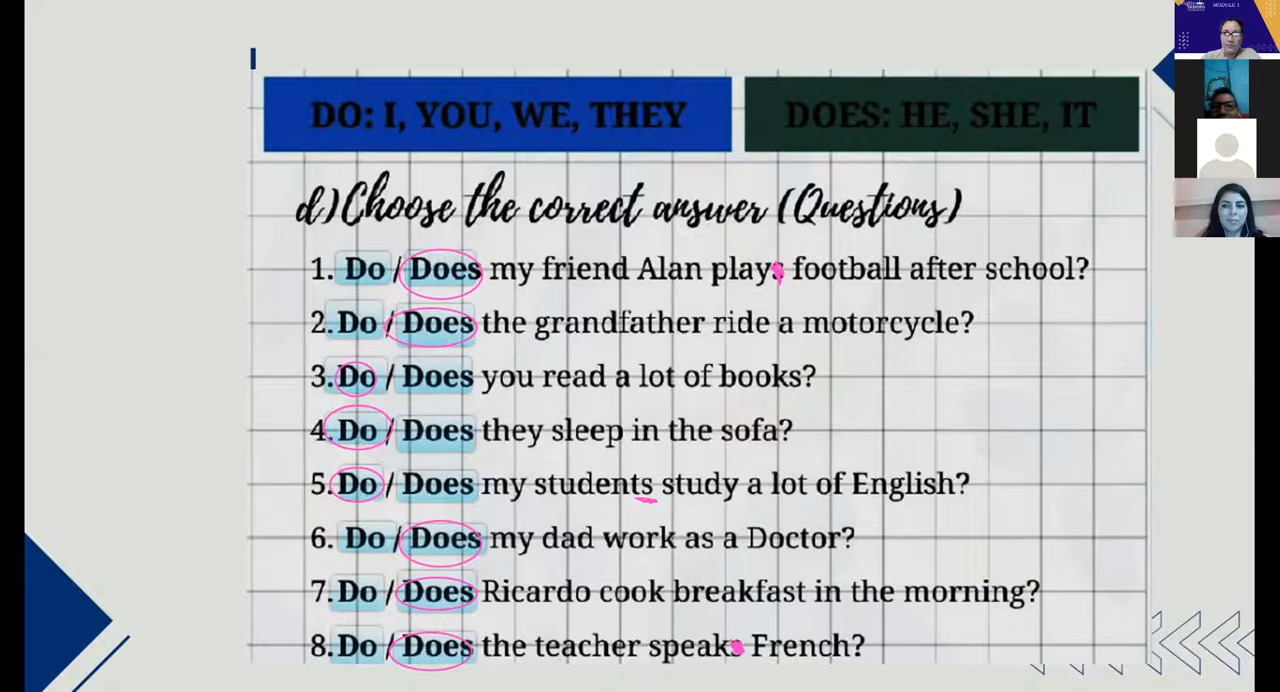 MODULE 1
DO: I, YOU, WE, THEY
DOES: HE, SHE, IT
d) Choose the correct answer (Questions)
1. Do / Does my friend Alan plays football after school?
2. Do / Does the grandfather ride a motorcycle?
3. Do / Does you read a lot of books?
4. Do / Does they sleep in the sofa?
5. Do / Does my students study a lot of English?
6. Do / Does my dad work as a Doctor?
7. Do / Does Ricardo cook breakfast in the morning?
8. Do / Does the teacher speaks French?